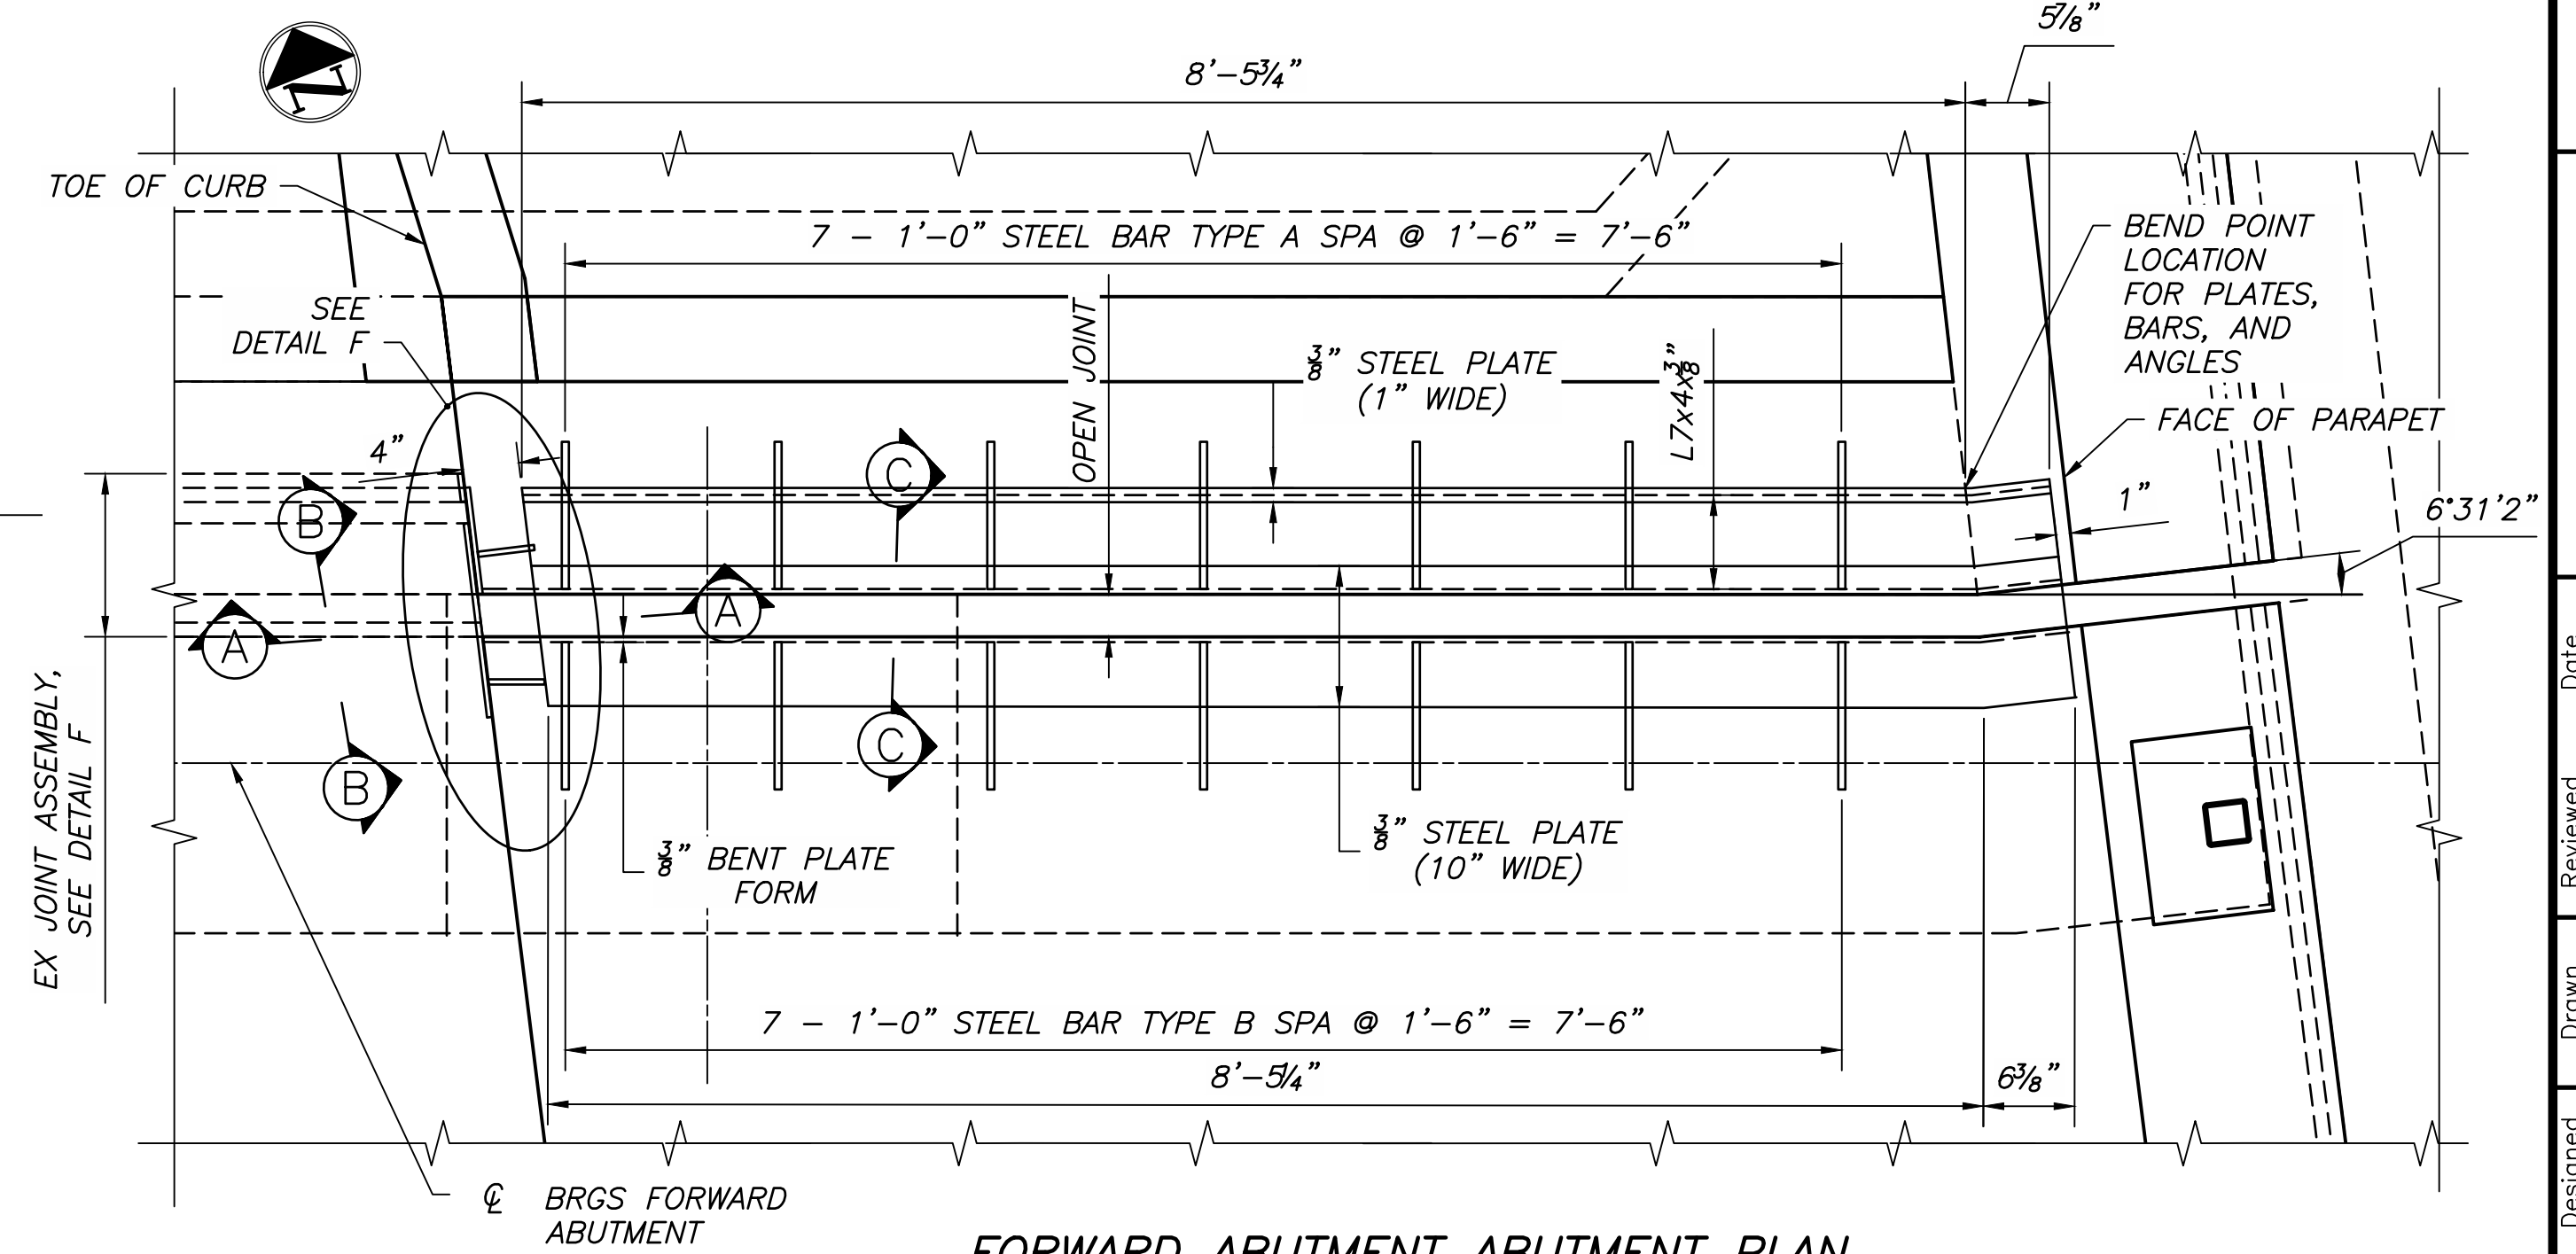 5⅞"
8'-5¾"
N
TOE OF CURB
7 - 1'-0" STEEL BAR TYPE A SPA @ 1'-6" = 7'-6"
BEND POINT
LOCATION
FOR PLATES,
BARS, AND
ANGLES
SEE
DETAIL F
OPEN JOINT
⅜" STEEL PLATE
(1" WIDE)
L7x4x⅜"
FACE OF PARAPET
4"
C
B
1"
6°31'2"
A
A
C
B
EX JOINT ASSEMBLY,
SEE DETAIL F
⅜" BENT PLATE
FORM
⅜" STEEL PLATE
(10" WIDE)
7 - 1'-0" STEEL BAR TYPE B SPA @ 1'-6" = 7'-6"
8'-5¼"
6⅜"
℄ BRGS FORWARD
ABUTMENT
FORWARD ABUTMENT ABUTMENT PLAN
Date
Reviewed
Drawn
Designed